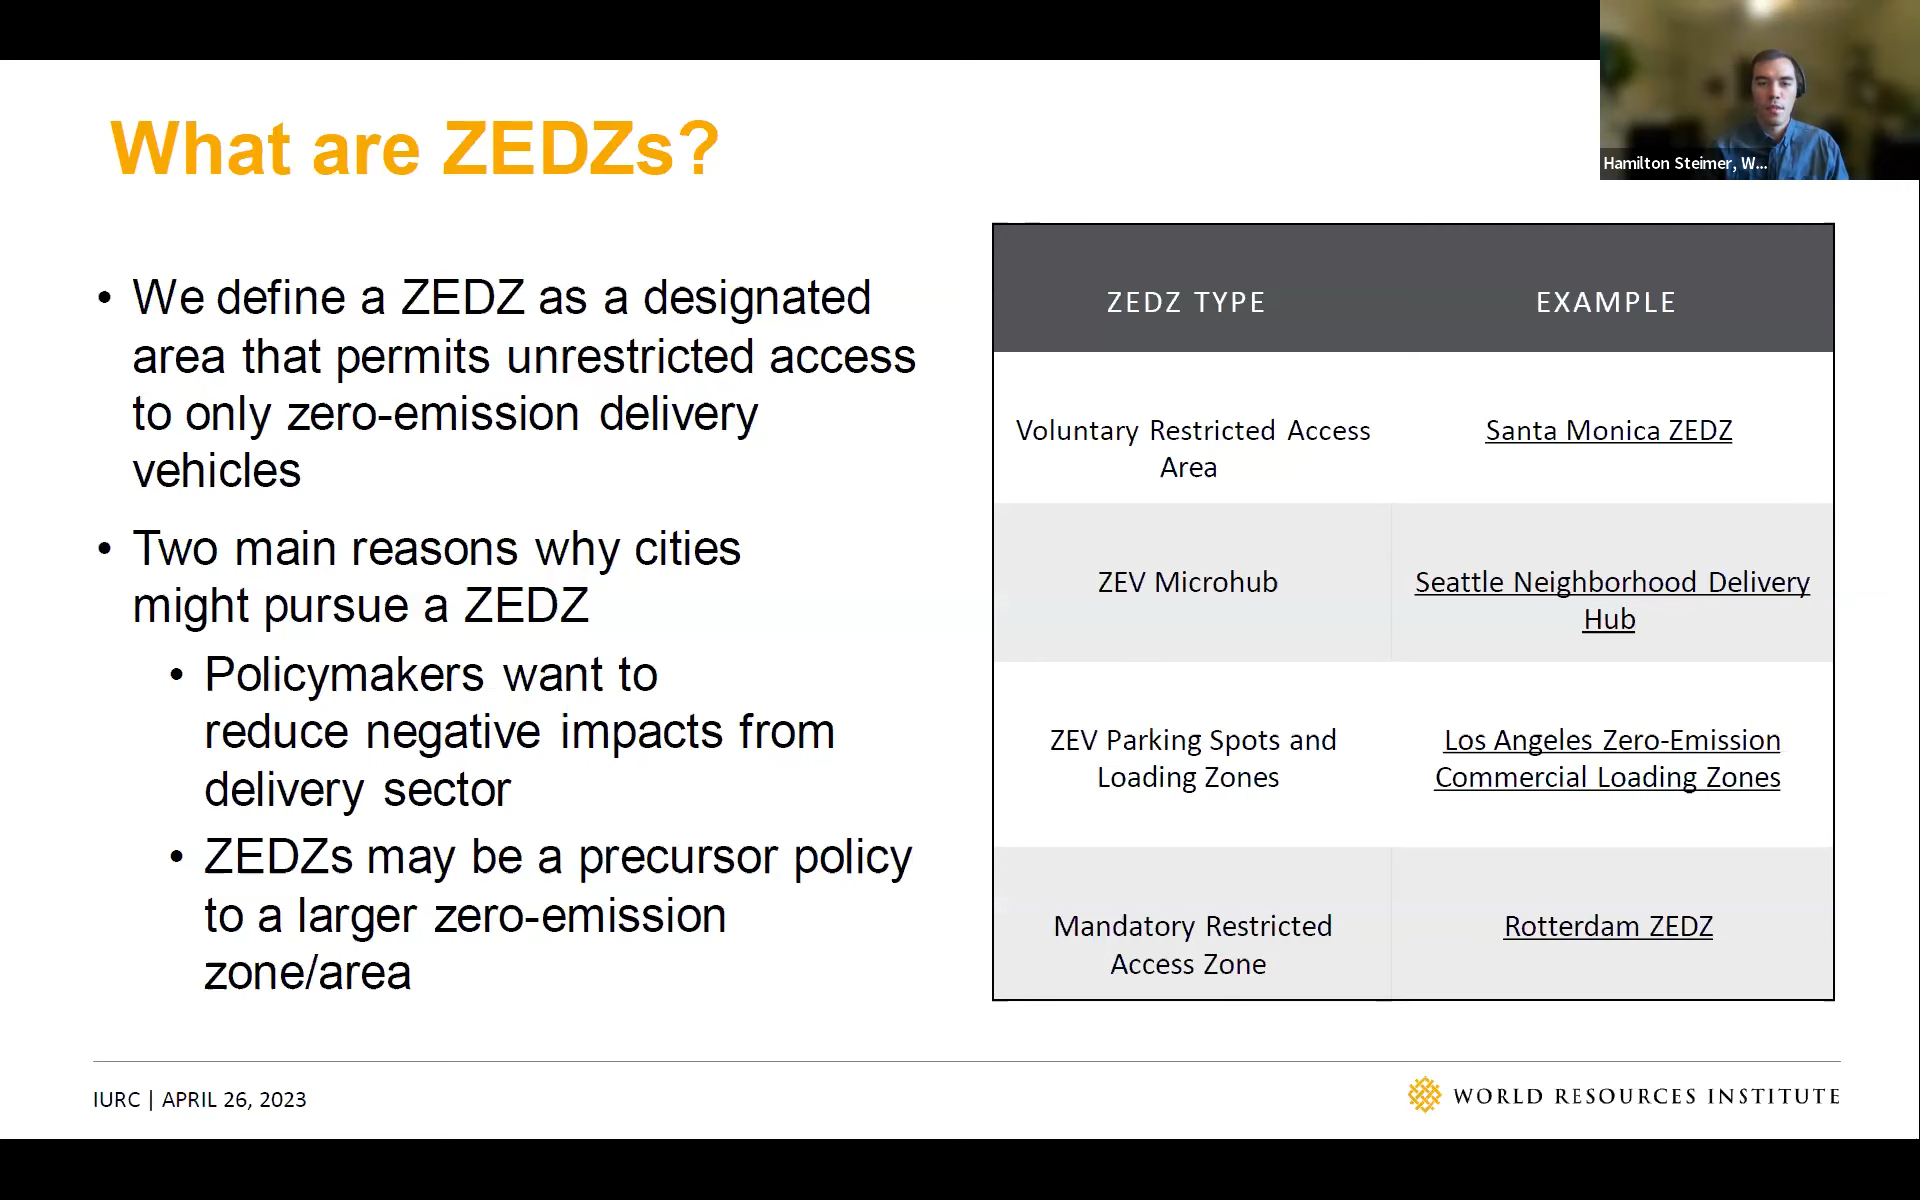 What are ZEDZs?
Hamilton Steimer, W...
• We define a ZEDZ as a designated
area that permits unrestricted access
to only zero-emission delivery
vehicles
• Two main reasons why cities
might pursue a ZEDZ
• Policymakers want to
reduce negative impacts from
delivery sector
• ZEDZs may be a precursor policy
to a larger zero-emission
zone/area
ZEDZ TYPE
EXAMPLE
Voluntary Restricted Access
Area
Santa Monica ZEDZ
ZEV Microhub
Seattle Neighborhood Delivery
Hub
ZEV Parking Spots and
Loading Zones
Los Angeles Zero-Emission
Commercial Loading Zones
Mandatory Restricted
Access Zone
Rotterdam ZEDZ
IURC | APRIL 26, 2023
WORLD RESOURCES INSTITUTE